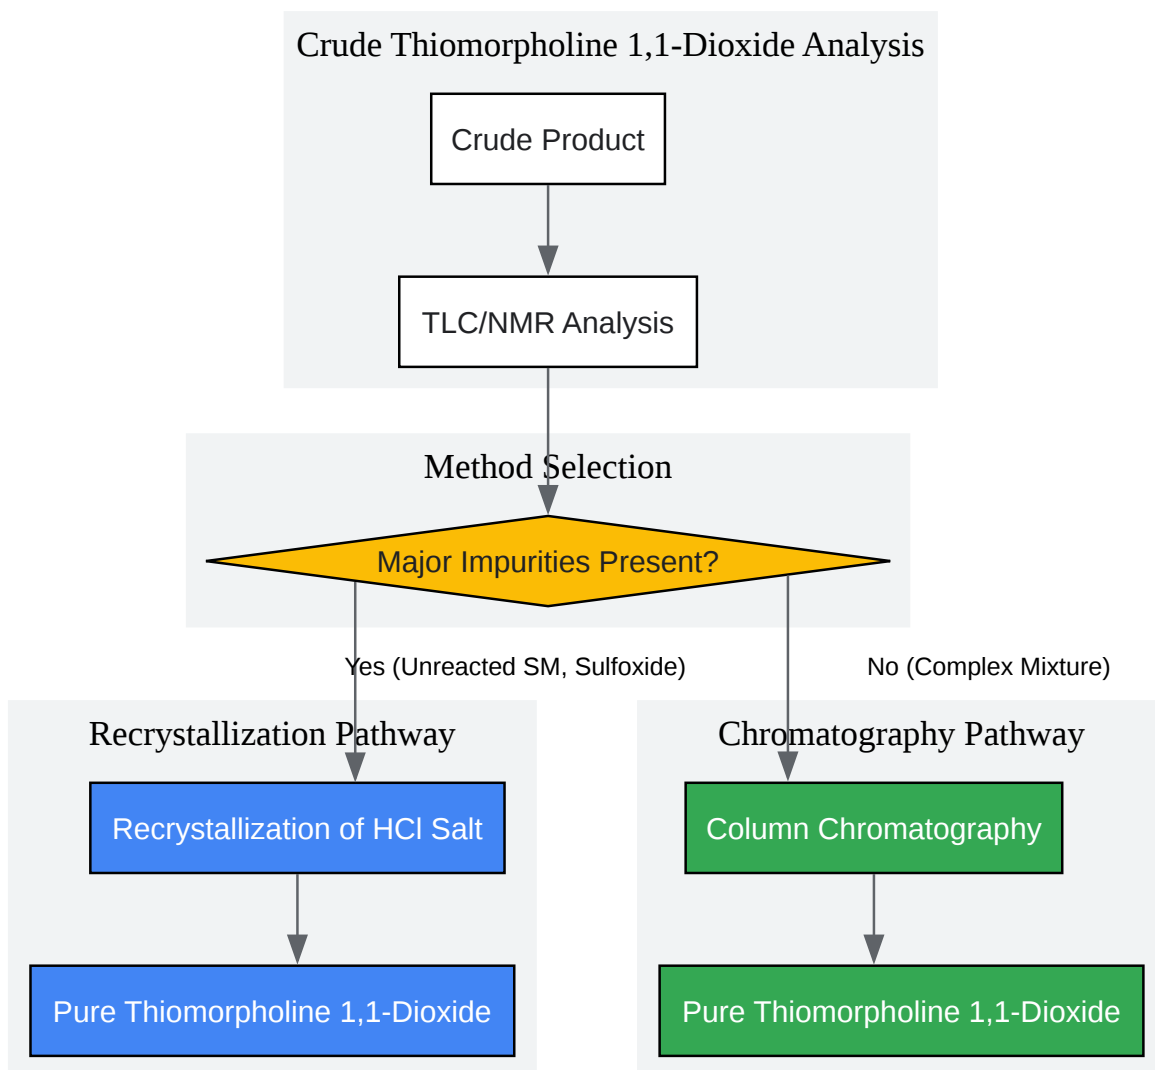 Crude Thiomorpholine 1,1-Dioxide Analysis
Crude Product
TLC/NMR Analysis
Method Selection
Major Impurities Present?
Yes (Unreacted SM, Sulfoxide)
No (Complex Mixture)
Recrystallization Pathway
Chromatography Pathway
Recrystallization of HCl Salt
Column Chromatography
Pure Thiomorpholine 1,1-Dioxide
Pure Thiomorpholine 1,1-Dioxide